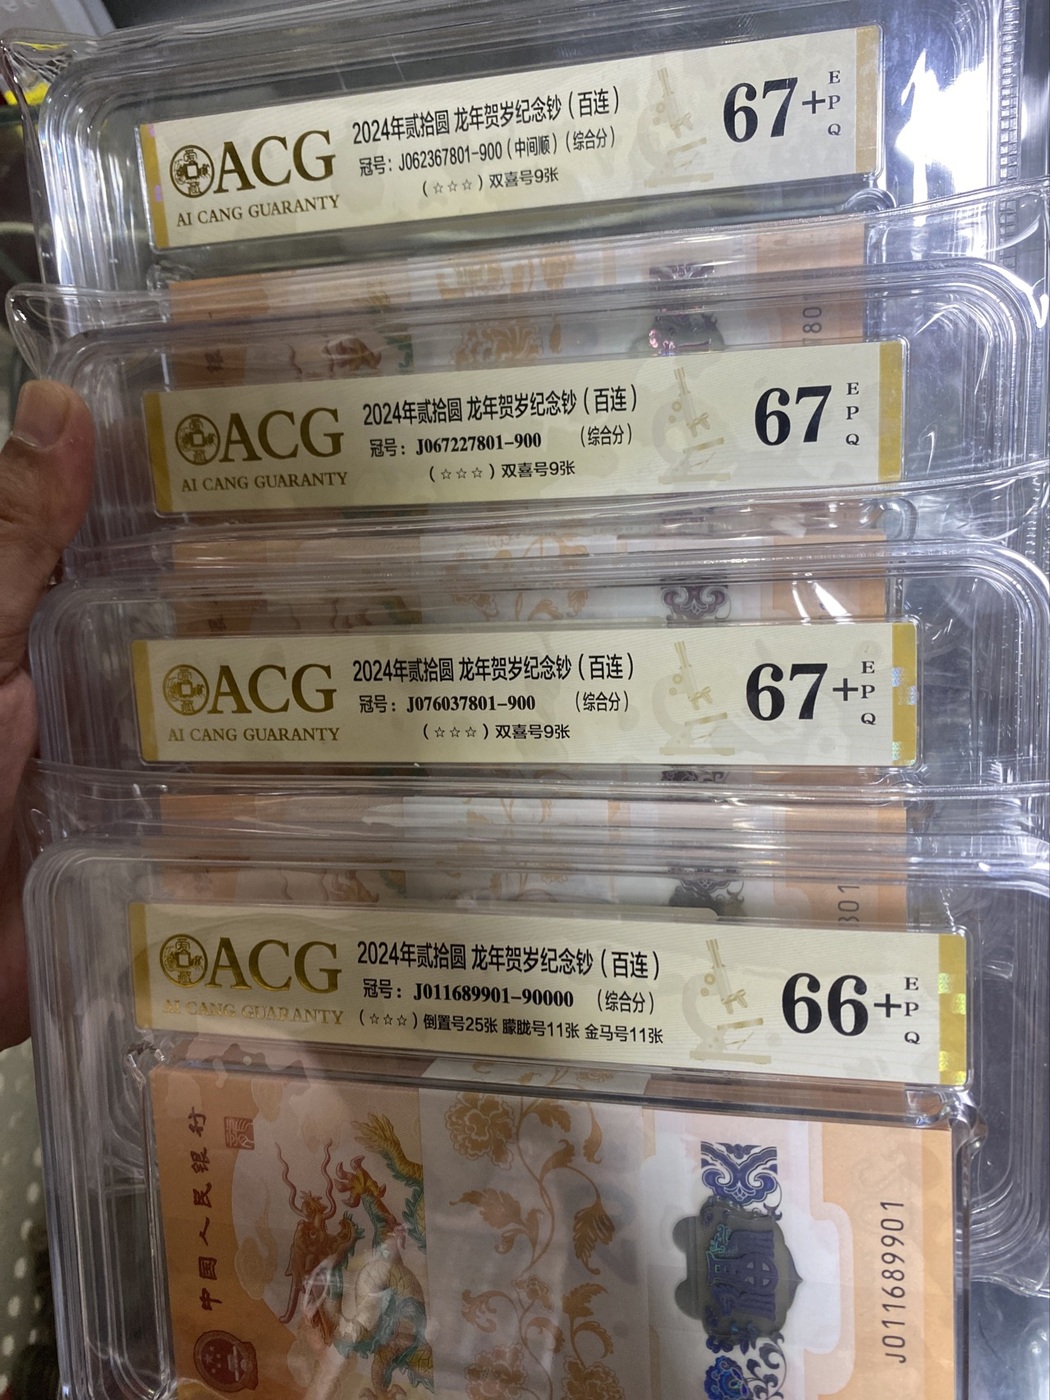 ACG
AI CANG GUARANTY
2024年贰拾圆 龙年贺岁纪念钞（百连）
冠号：J062367801-900（中间顺）（综合分）
（☆☆☆）双喜号9张
67+EPQ
780
ACG
AI CANG GUARANTY
2024年贰拾圆 龙年贺岁纪念钞（百连）
冠号：J067227801-900 （综合分）
（☆☆☆）双喜号9张
67 EPQ
ACG
AI CANG GUARANTY
2024年贰拾圆 龙年贺岁纪念钞（百连）
冠号：J076037801-900 （综合分）
（☆☆☆）双喜号9张
67+EPQ
801
ACG
AI CANG GUARANTY
2024年贰拾圆 龙年贺岁纪念钞（百连）
冠号：J011689901-90000 （综合分）
（☆☆☆）倒置号25张 朦胧号11张 金马号11张
66+EPQ
中国人民银行
J011689901